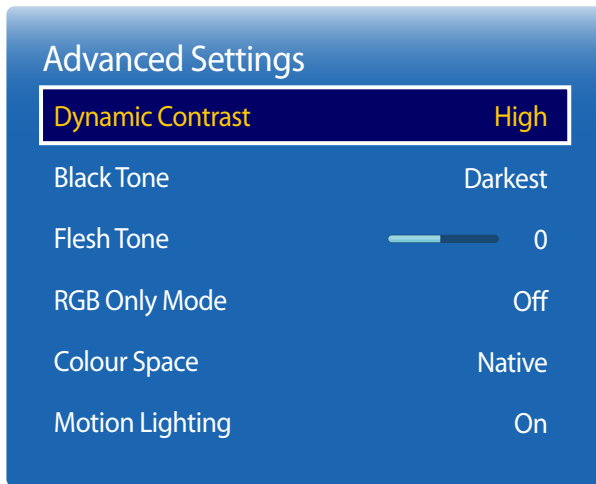 Advanced Settings
Dynamic Contrast High
Black Tone Darkest
Flesh Tone 0
RGB Only Mode Off
Colour Space Native
Motion Lighting On